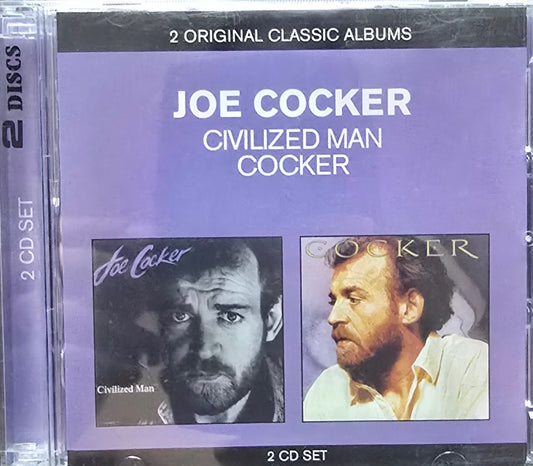 2 DISCS
2 CD SET
2 ORIGINAL CLASSIC ALBUMS
JOE COCKER
CIVILIZED MAN
COCKER
Joe Cocker
Civilized Man
COCKER
2 CD SET